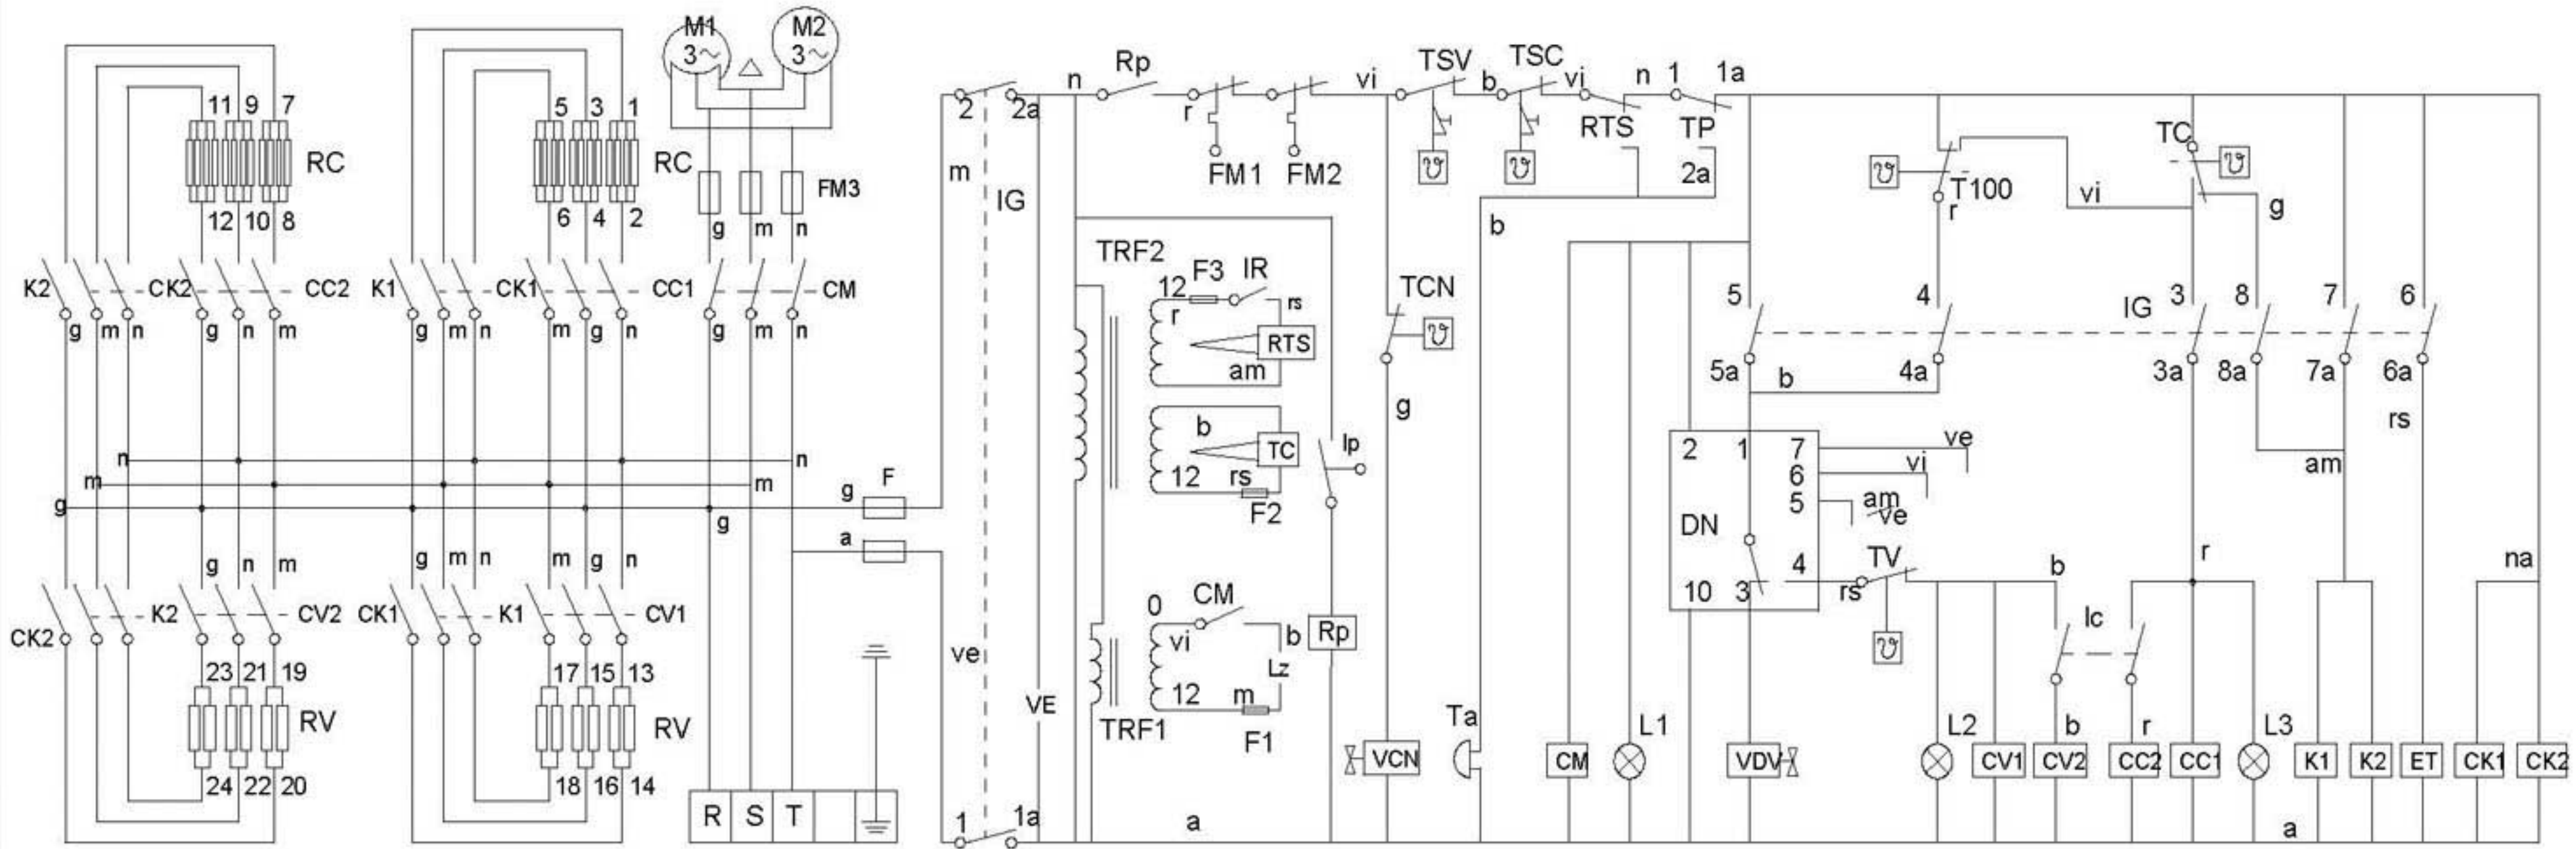 M1 M2
3~ 3~
TSV TSC
Rp vi b vi n 1 1a
n
2 2a r
RTS TP
11 9 7 5 3 1
TC
RC RC FM3 m IG FM1 FM2 ϑ ϑ 2a ϑ T100 ϑ
12 10 8 6 4 2 r vi g
g m n b
TRF2
K2 CK2 CC2 K1 CK1 CC1 CM
12 F3 IR rs TCN 5 4 IG 3 8 7 6
r
g m n g n m g m n m g n g m n
RTS ϑ
am 5a b 4a 3a 8a 7a 6a
g rs
b Ip
n n TC 2 1 7 ve
m m 12 rs 6 vi am
g g F F2 5 am
g ve
a DN
g n m g m n m g n
4 TV b r na
0 CM 10 3 rs
CK2 K2 CV2 CK1 K1 CV1 vi b Rp Ic
ve Lz ϑ
23 21 19 17 15 13 12 m
RV RV VE TRF1 F1 Ta L1 L2 b r L3
VCN CM VDV CV1 CV2 CC2 CC1 K1 K2 ET CK1 CK2
24 22 20 18 16 14
R S T 1 1a a a